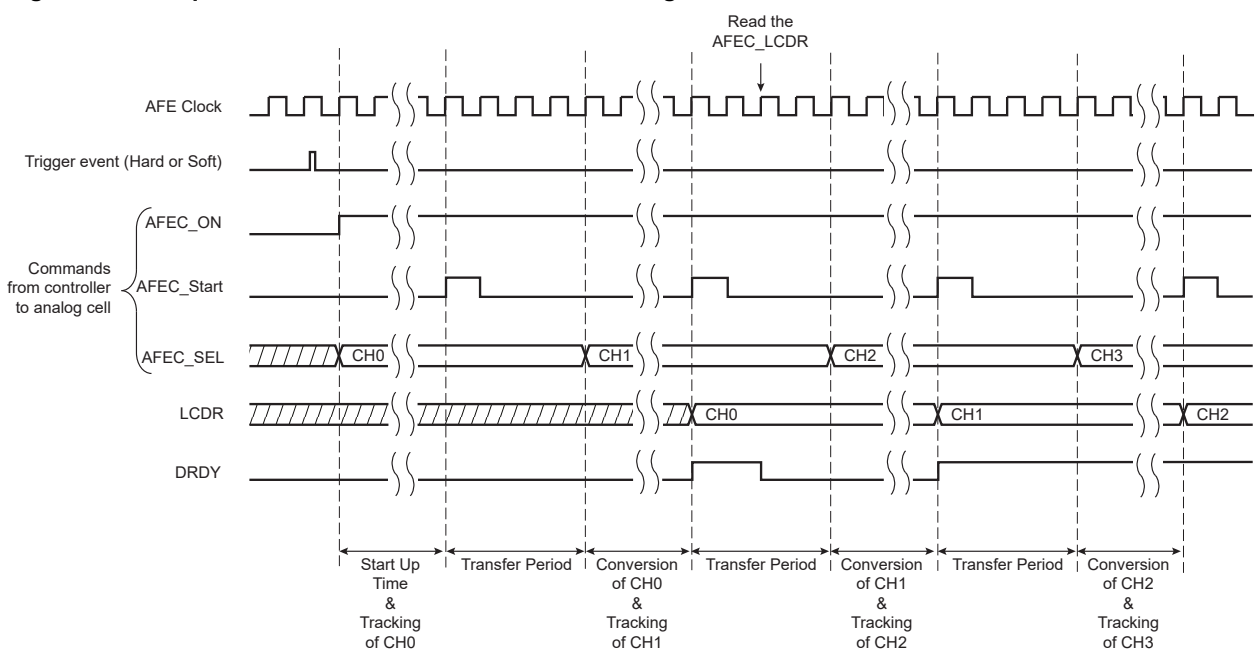 Read the
AFEC_LCDR
AFE Clock
Trigger event (Hard or Soft)
AFEC_ON
Commands
from controller
to analog cell
AFEC_Start
AFEC_SEL
CH0
CH1
CH2
CH3
LCDR
CH0
CH1
CH2
DRDY
Start Up
Time
&
Tracking
of CH0
Transfer Period
Conversion
of CH0
&
Tracking
of CH1
Transfer Period
Conversion
of CH1
&
Tracking
of CH2
Transfer Period
Conversion
of CH2
&
Tracking
of CH3